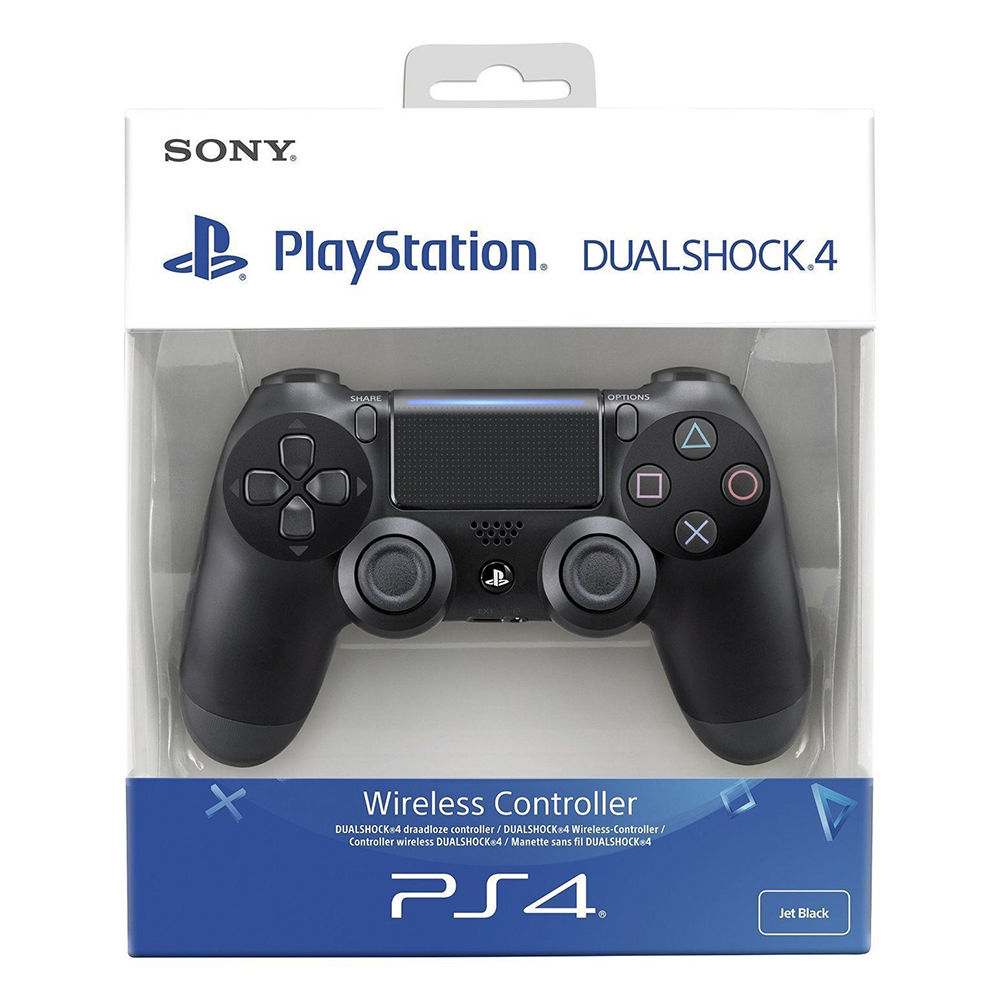 SONY®
PlayStation® DUALSHOCK®4
SHARE
OPTIONS
EXT
Wireless Controller
DUALSHOCK®4 draadloze controller / DUALSHOCK®4 Wireless-Controller /
Controller wireless DUALSHOCK®4 / Manette sans fil DUALSHOCK®4
PS4®
Jet Black